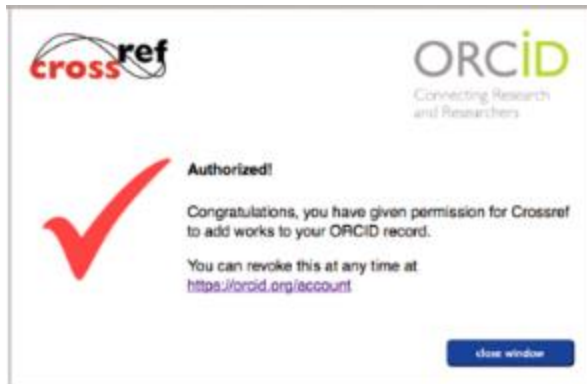 crossref
ORCiD
Connecting Research
and Researchers
Authorized!
Congratulations, you have given permission for Crossref
to add works to your ORCID record.
You can revoke this at any time at
https://orcid.org/account
close window